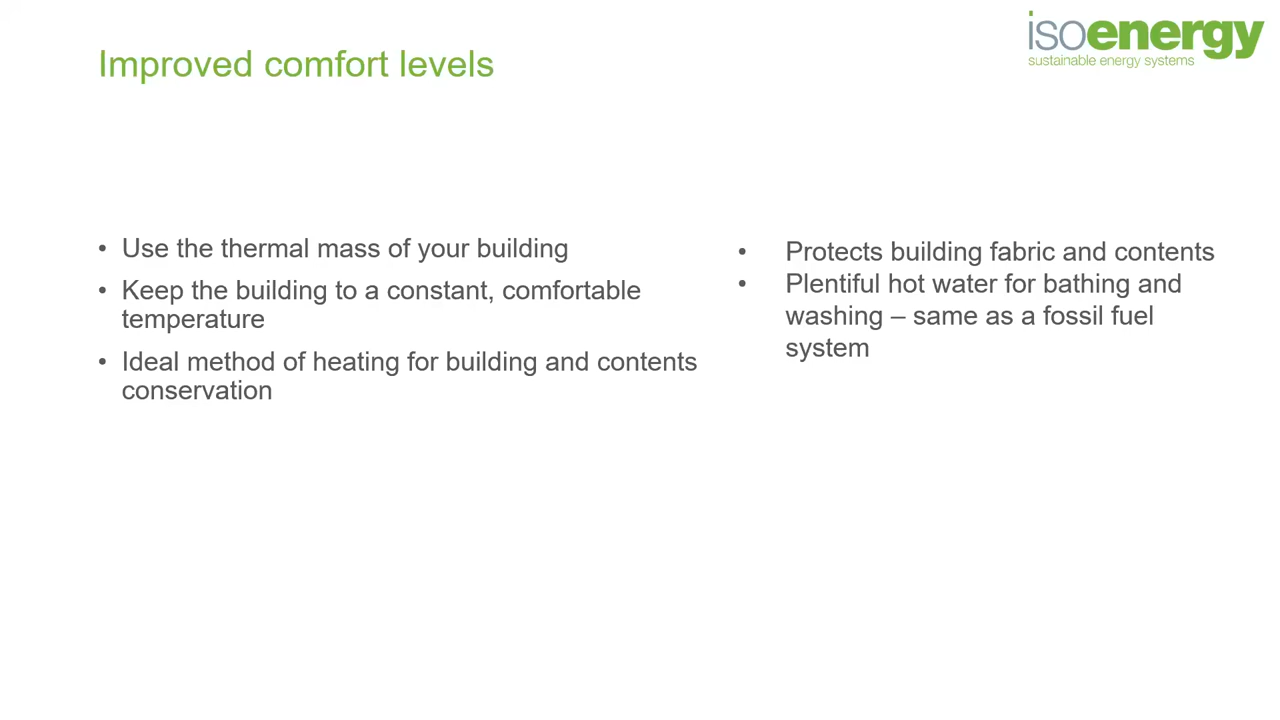 Improved comfort levels
isoenergy
sustainable energy systems
• Use the thermal mass of your building
• Keep the building to a constant, comfortable
temperature
• Ideal method of heating for building and contents
conservation
• Protects building fabric and contents
• Plentiful hot water for bathing and
washing – same as a fossil fuel
system